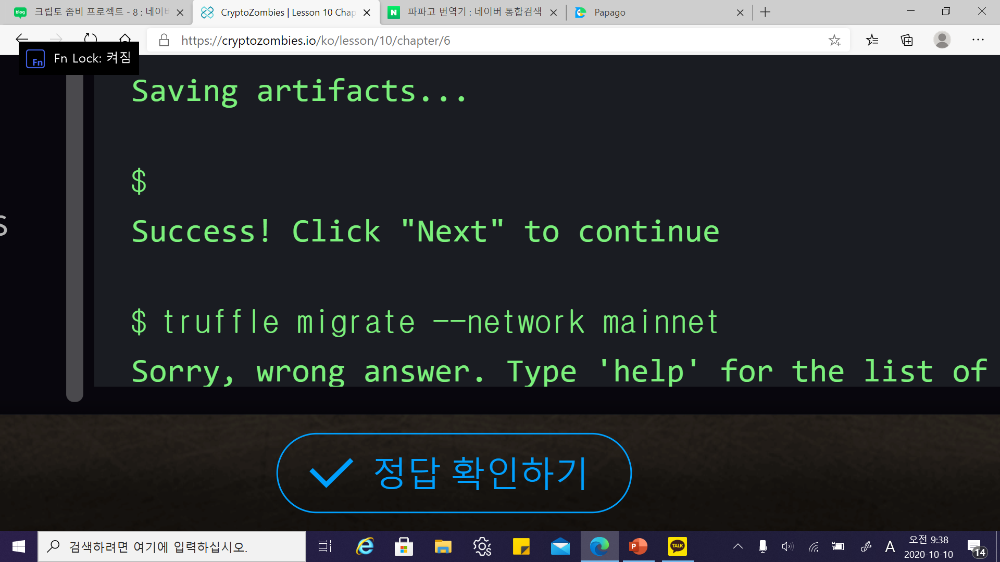 크립토 좀비 프로젝트 - 8 : 네이버
CryptoZombies | Lesson 10 Chap
파파고 번역기 : 네이버 통합검색
Papago
https://cryptozombies.io/ko/lesson/10/chapter/6
Fn Fn Lock: 켜짐
Saving artifacts...
$
s
Success! Click "Next" to continue
$ truffle migrate --network mainnet
Sorry, wrong answer. Type 'help' for the list of
정답 확인하기
검색하려면 여기에 입력하십시오.
TALK
A
오전 9:38
2020-10-10
14